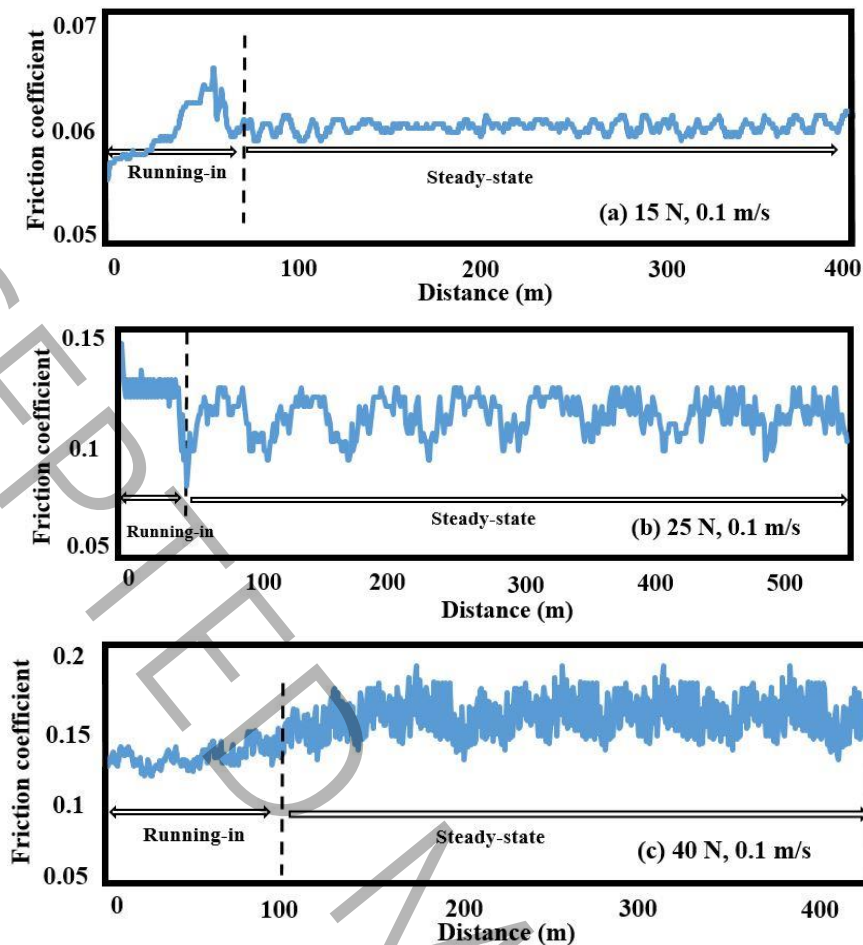 0.07
Friction coefficient
0.06
0.05
Running-in
Steady-state
(a) 15 N, 0.1 m/s
0 100 200 300 400
Distance (m)
0.15
Friction coefficient
0.1
0.05
Running-in
Steady-state
(b) 25 N, 0.1 m/s
0 100 200 300 400 500
Distance (m)
0.2
Friction coefficient
0.15
0.1
0.05
Running-in
Steady-state
(c) 40 N, 0.1 m/s
0 100 200 300 400
Distance (m)